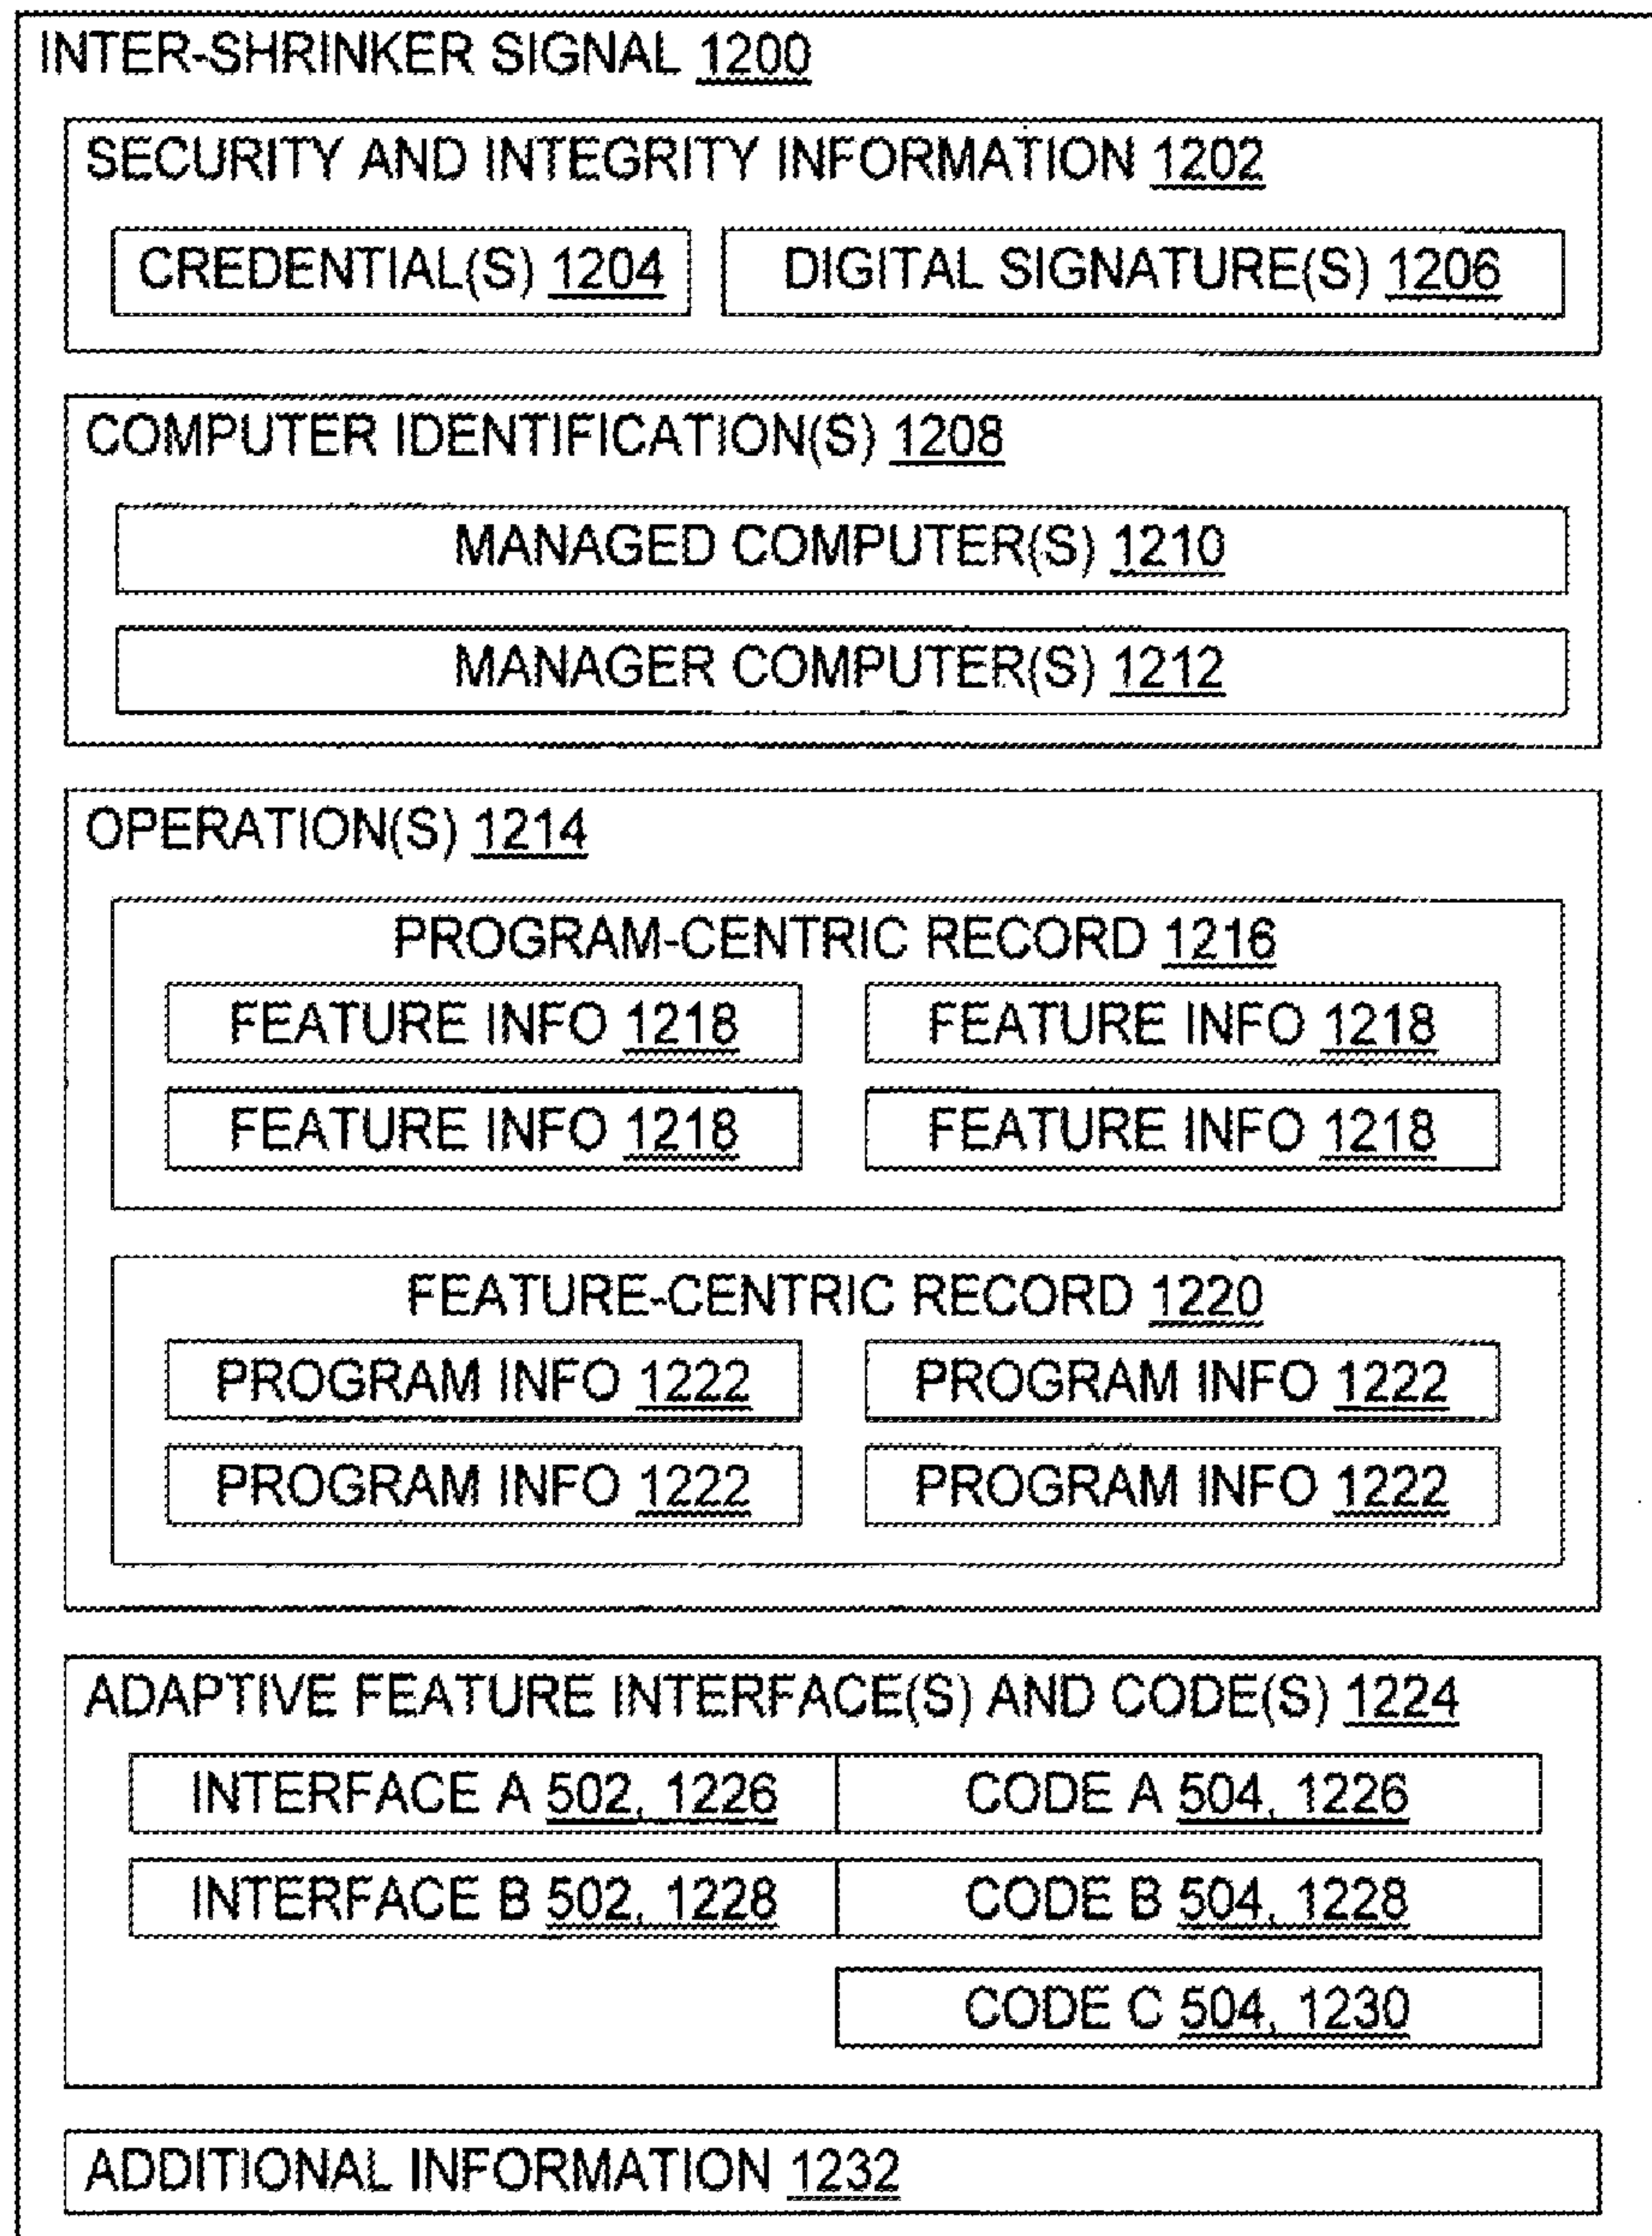 INTER-SHRINKER SIGNAL 1200
SECURITY AND INTEGRITY INFORMATION 1202
CREDENTIAL(S) 1204 DIGITAL SIGNATURE(S) 1206
COMPUTER IDENTIFICATION(S) 1208
MANAGED COMPUTER(S) 1210
MANAGER COMPUTER(S) 1212
OPERATION(S) 1214
PROGRAM-CENTRIC RECORD 1216
FEATURE INFO 1218 FEATURE INFO 1218
FEATURE INFO 1218 FEATURE INFO 1218
FEATURE-CENTRIC RECORD 1220
PROGRAM INFO 1222 PROGRAM INFO 1222
PROGRAM INFO 1222 PROGRAM INFO 1222
ADAPTIVE FEATURE INTERFACE(S) AND CODE(S) 1224
INTERFACE A 502, 1226 CODE A 504, 1226
INTERFACE B 502, 1228 CODE B 504, 1228
CODE C 504, 1230
ADDITIONAL INFORMATION 1232